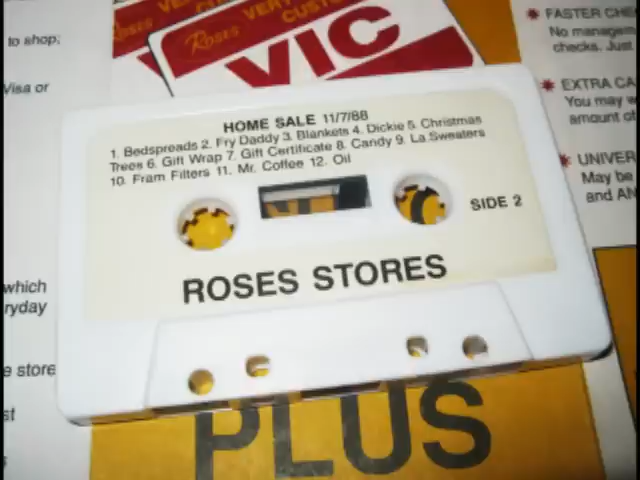 to shop;
Visa or
Roses VERY
CUST
VIC
FASTER CHE
No managem
checks. Just
EXTRA CA
You may w
amount of
UNIVER
May be
and AN
HOME SALE 11/7/88
1. Bedspreads 2. Fry Daddy 3. Blankets 4. Dickie 5. Christmas
Trees 6. Gift Wrap 7. Gift Certificate 8. Candy 9. La Sweaters
10. Fram Filters 11. Mr. Coffee 12. Oil
SIDE 2
ROSES STORES
which
ryday
e store
st
PLUS